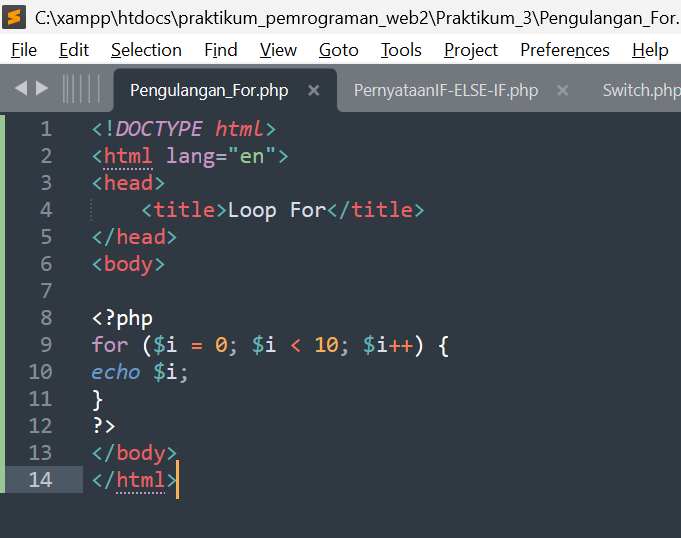 C:\xampp\htdocs\praktikum_pemrograman_web2\Praktikum_3\Pengulangan_For.
File Edit Selection Find View Goto Tools Project Preferences Help
Pengulangan_For.php × PernyataanIF-ELSE-IF.php × Switch.php
1 <!DOCTYPE html>
2 <html lang="en">
3 <head>
4     <title>Loop For</title>
5 </head>
6 <body>
7
8 <?php
9 for ($i = 0; $i < 10; $i++) {
10 echo $i;
11 }
12 ?>
13 </body>
14 </html>